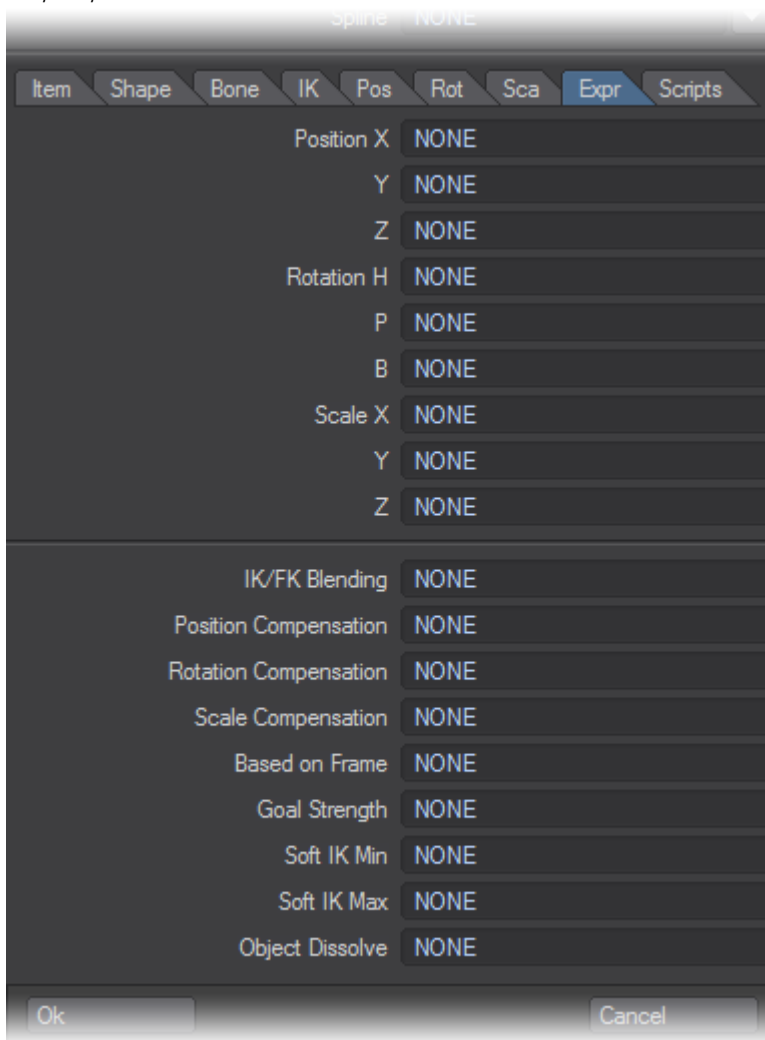 Spline NONE
Item Shape Bone IK Pos Rot Sca Expr Scripts
Position X NONE
Y NONE
Z NONE
Rotation H NONE
P NONE
B NONE
Scale X NONE
Y NONE
Z NONE
IK/FK Blending NONE
Position Compensation NONE
Rotation Compensation NONE
Scale Compensation NONE
Based on Frame NONE
Goal Strength NONE
Soft IK Min NONE
Soft IK Max NONE
Object Dissolve NONE
Ok Cancel